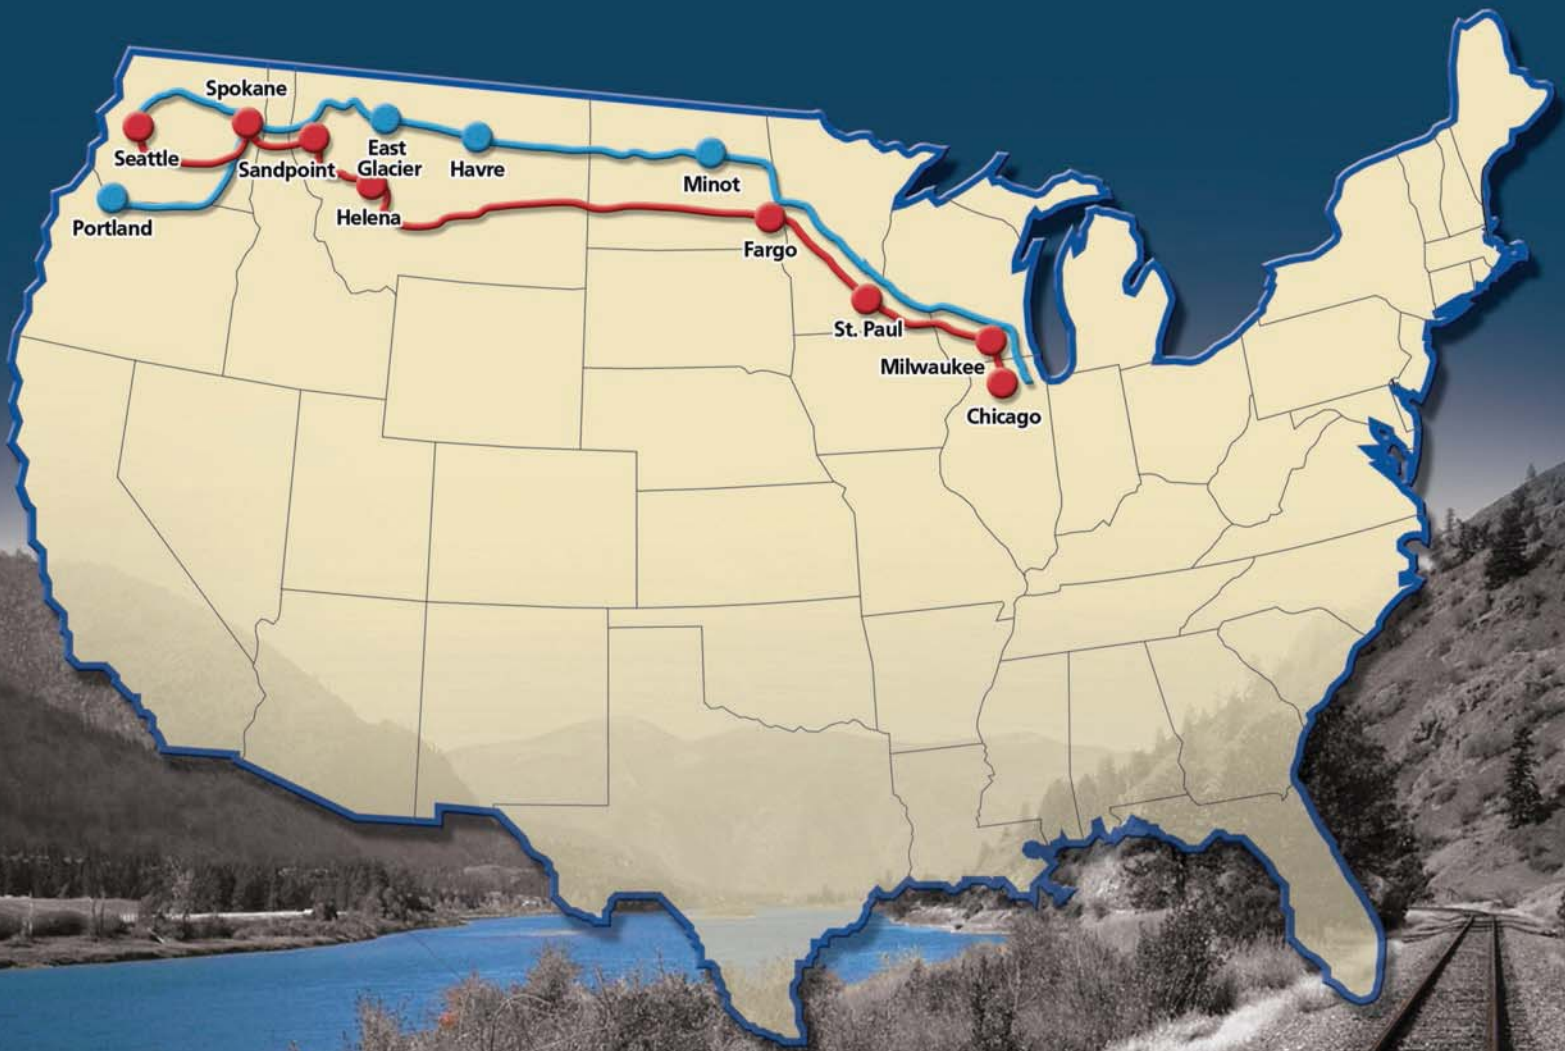 Spokane
Seattle
Sandpoint
East
Glacier
Havre
Minot
Portland
Helena
Fargo
St. Paul
Milwaukee
Chicago